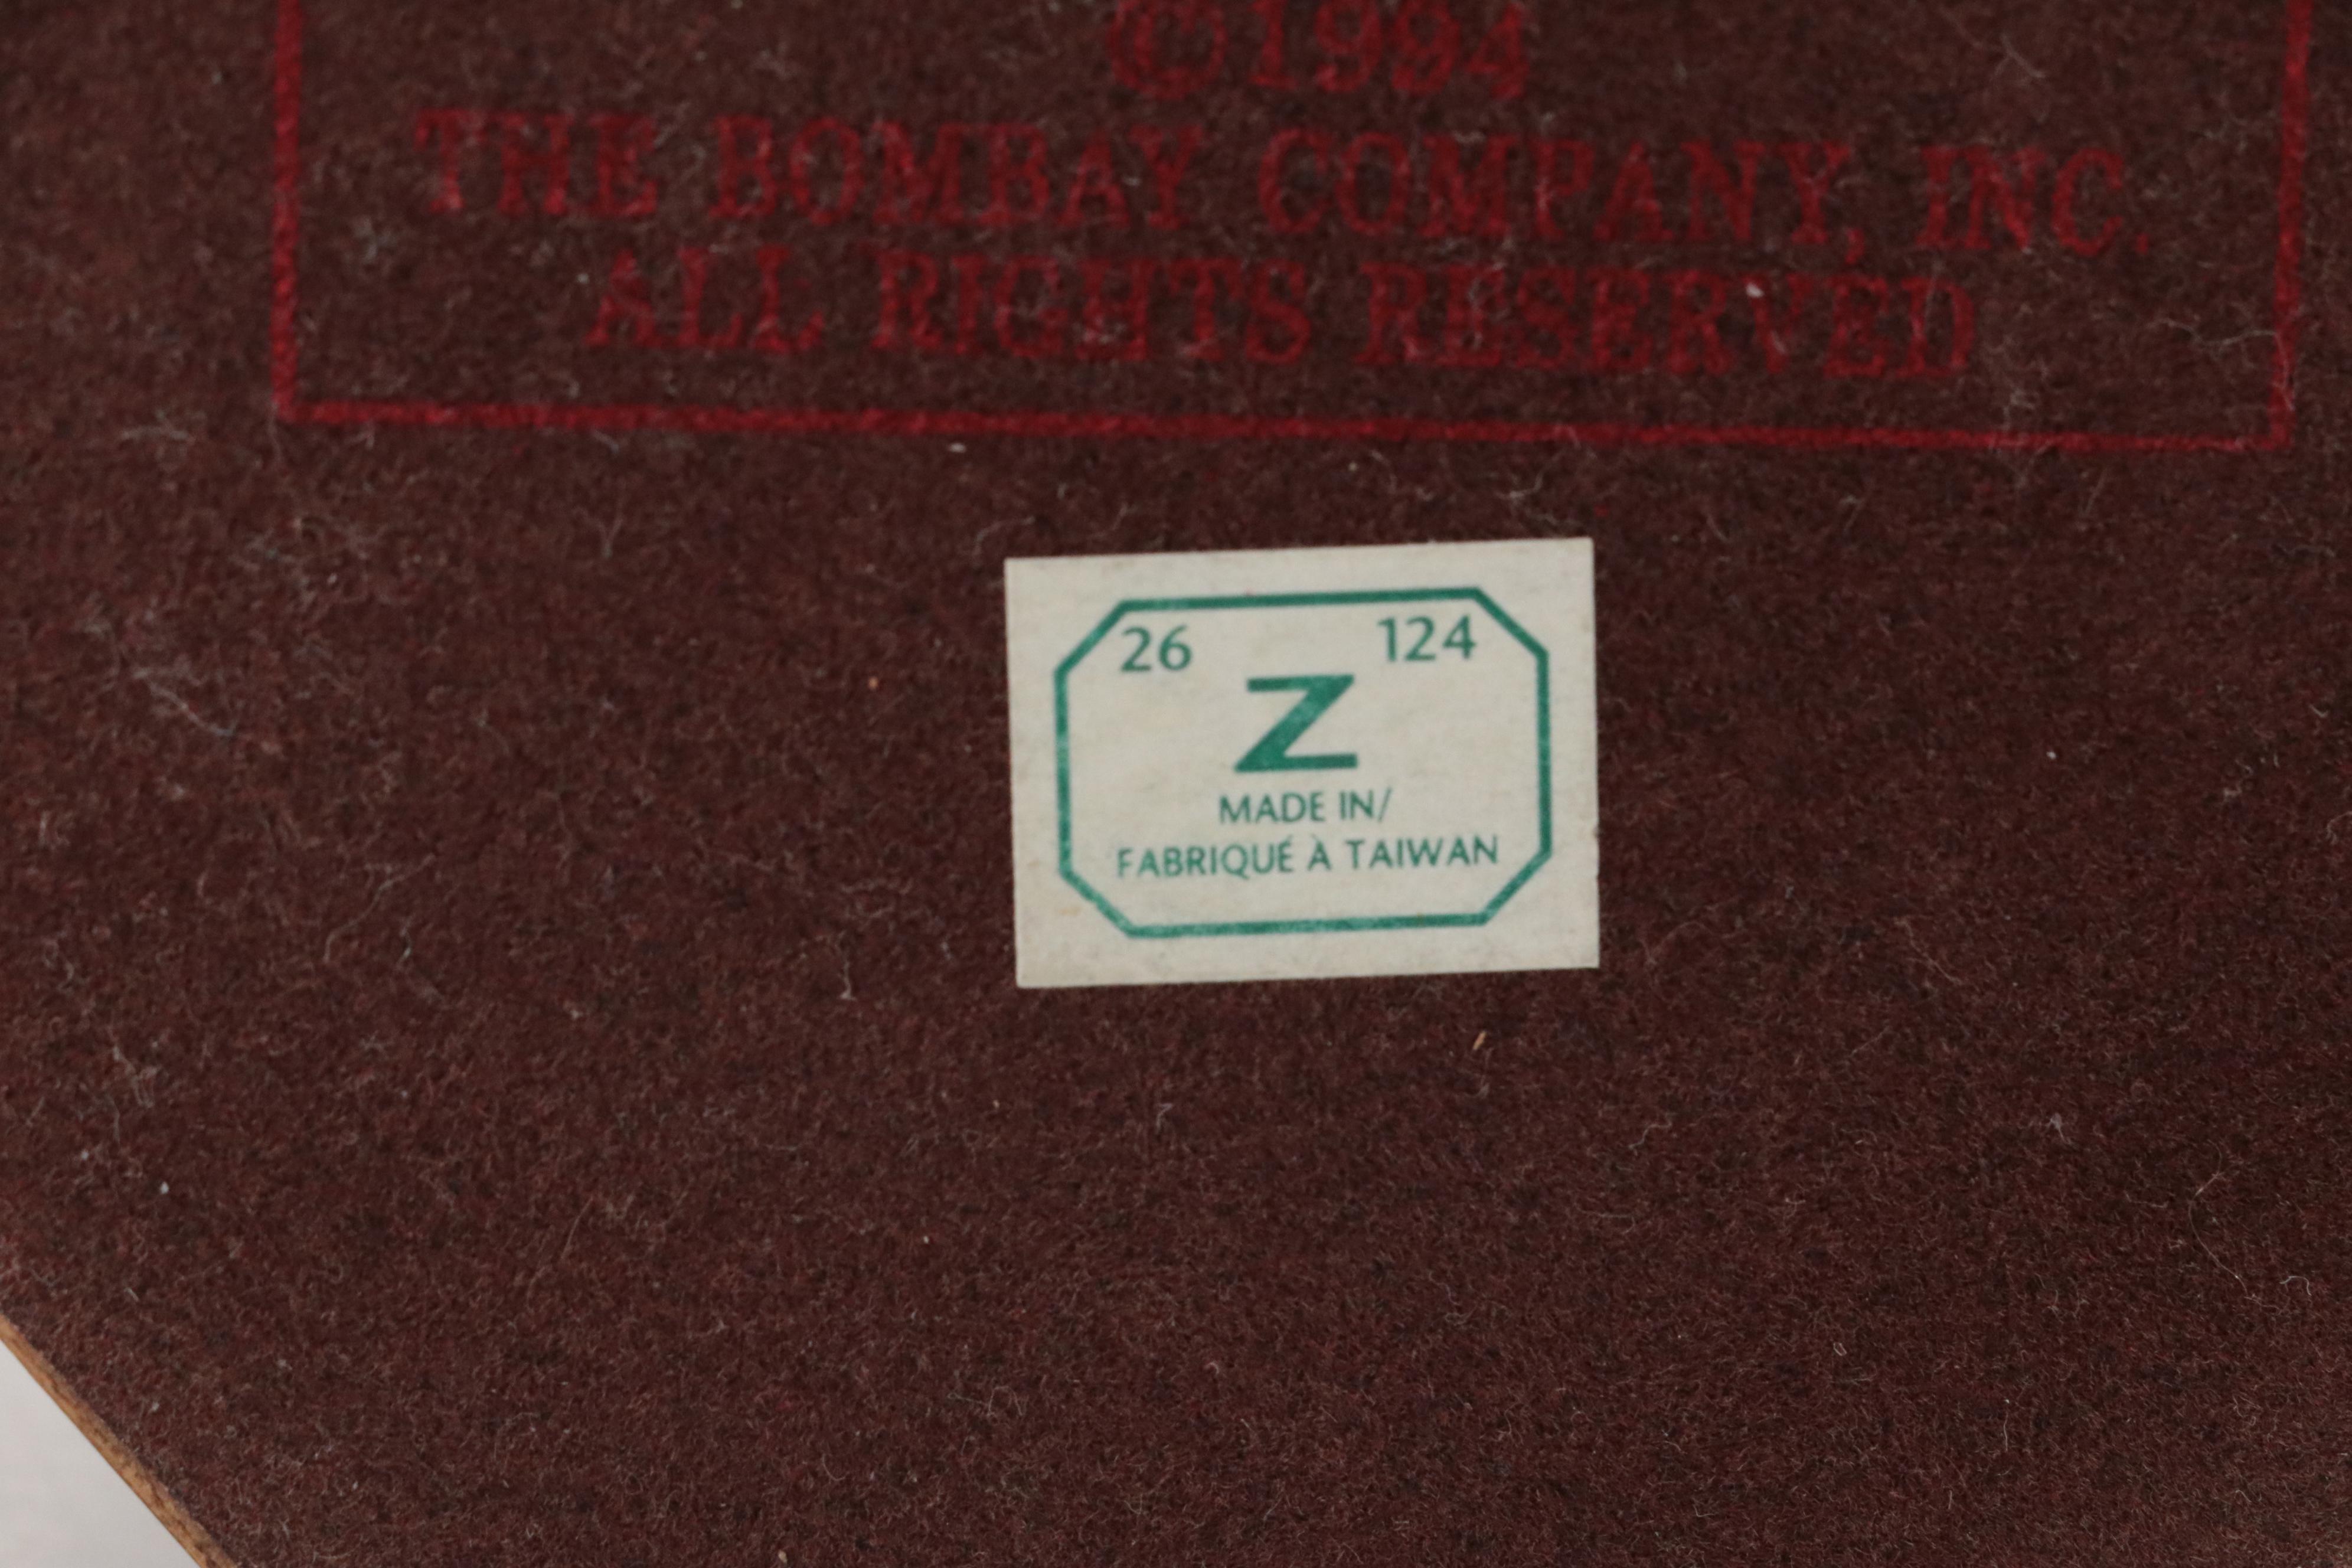 ©1994
THE BOMBAY COMPANY, INC.
ALL RIGHTS RESERVED
26 124
Z
MADE IN/
FABRIQUÉ À TAIWAN